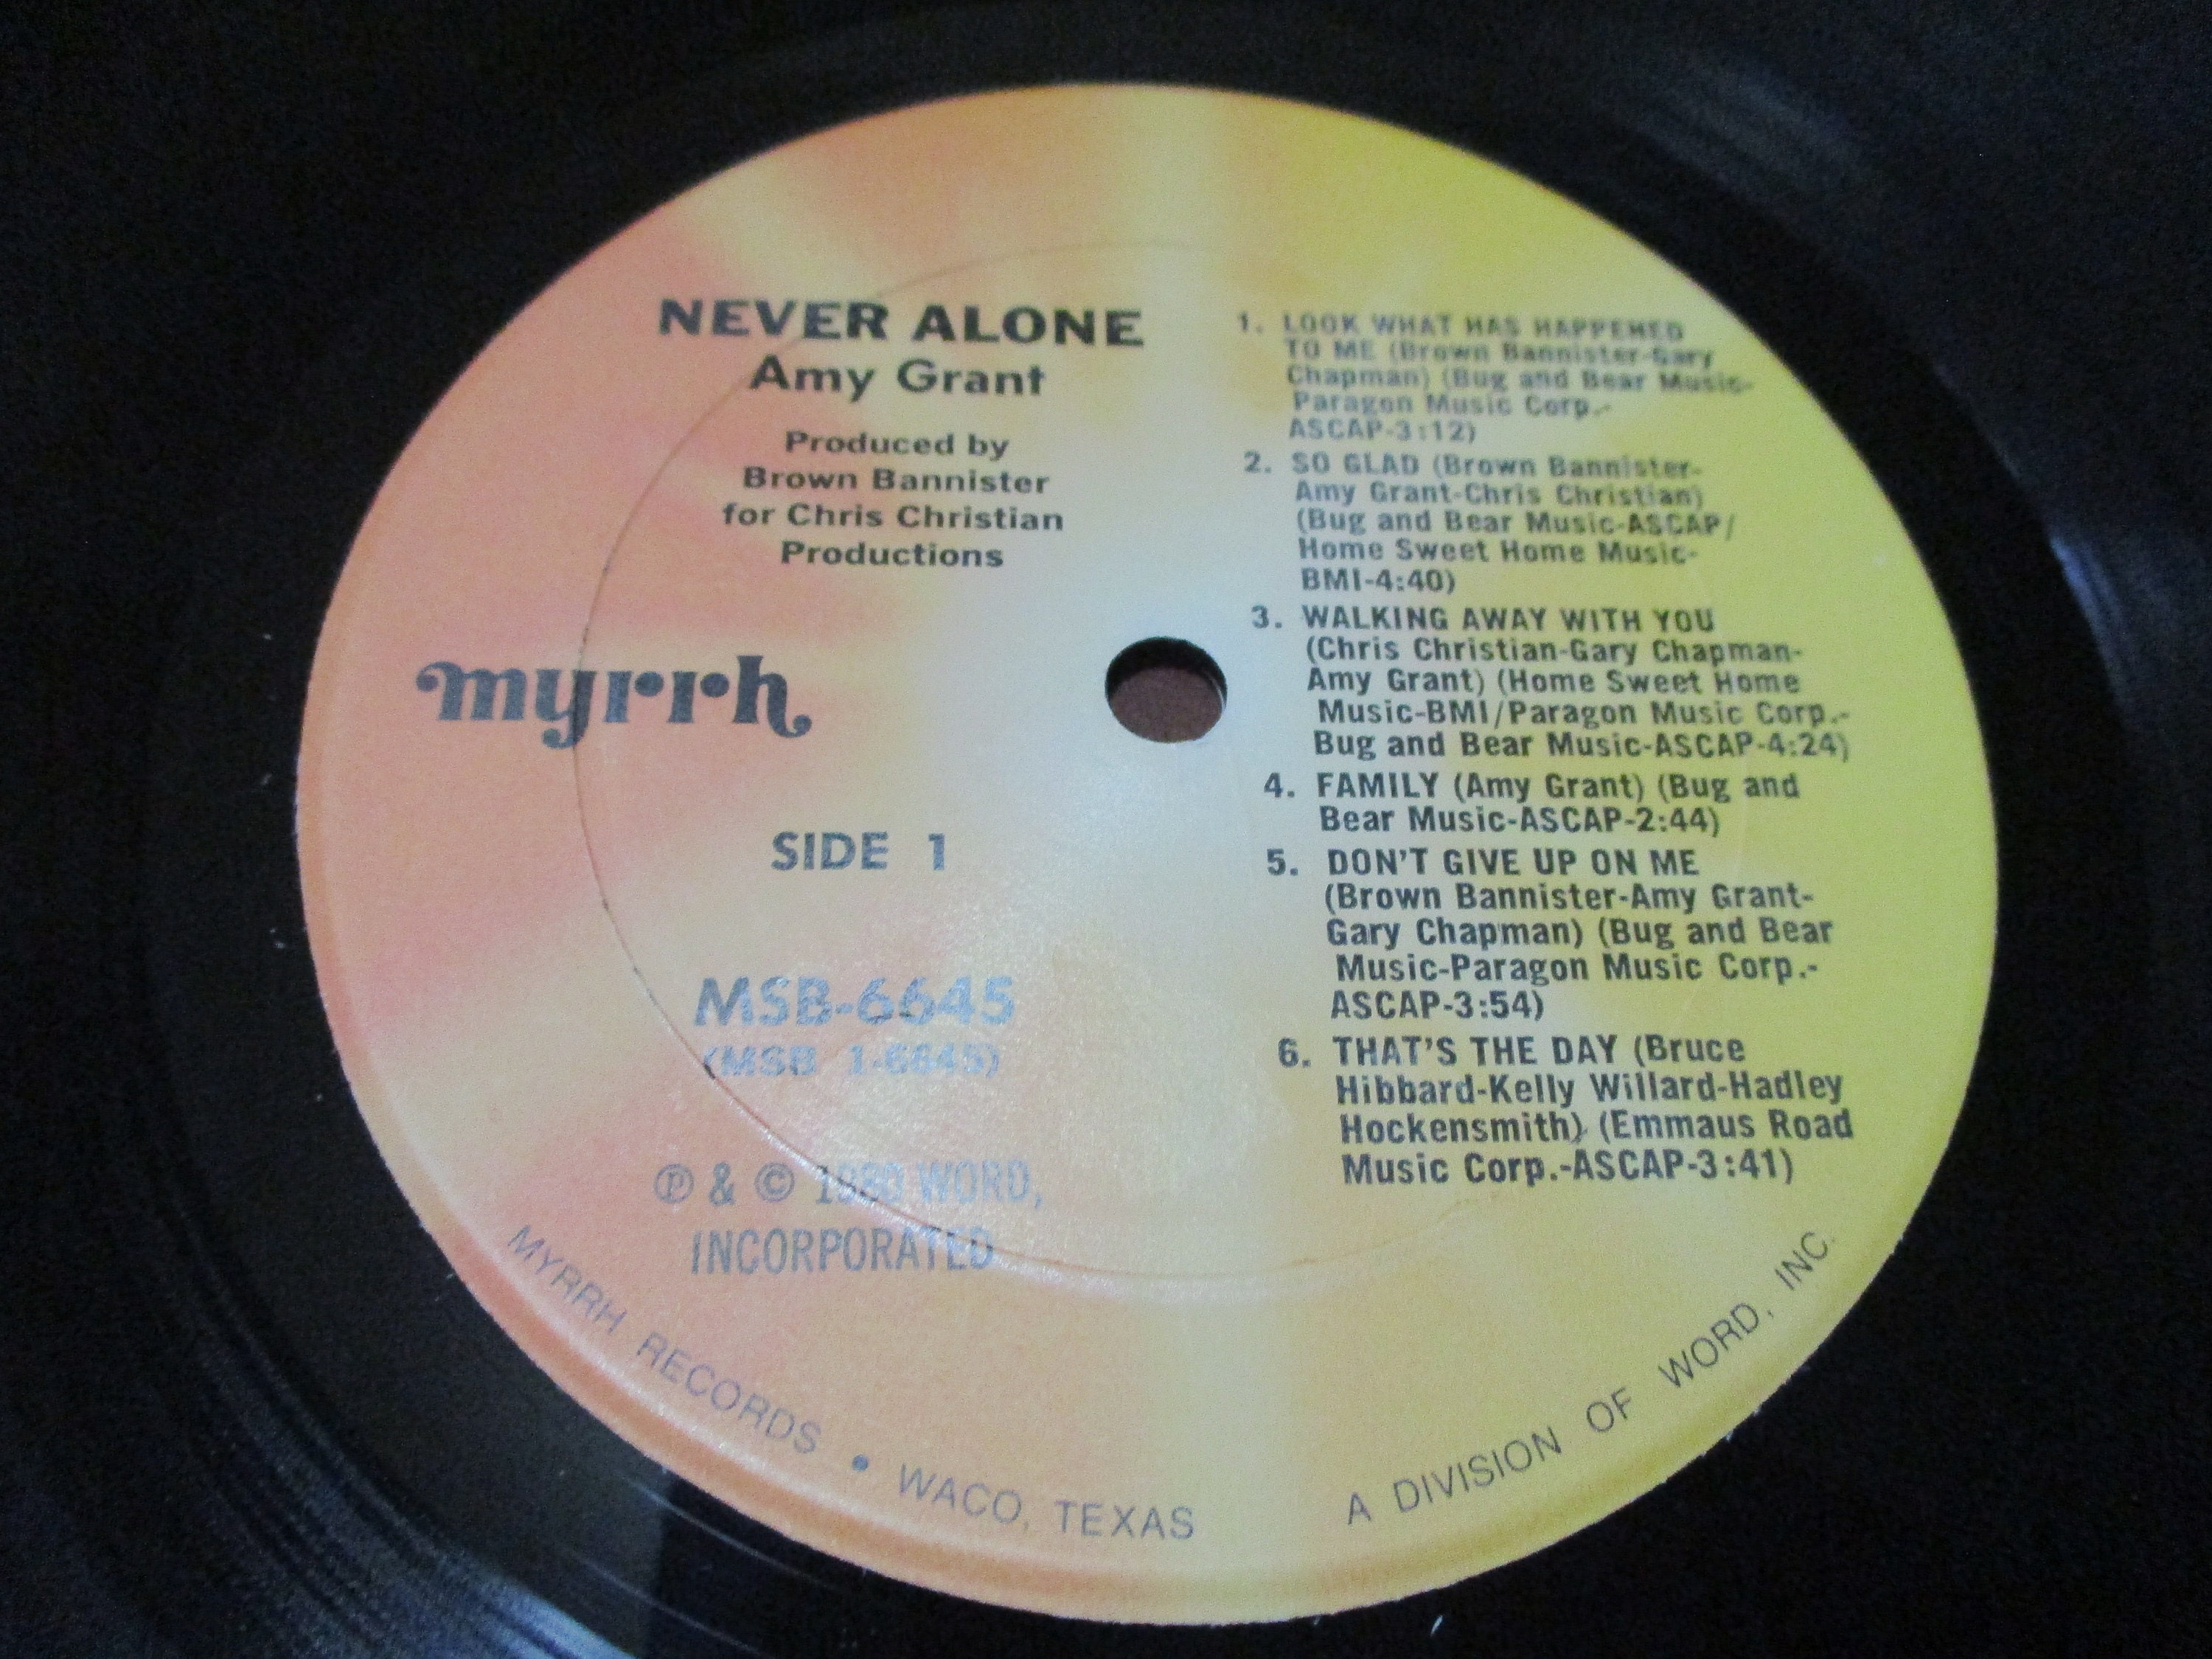 NEVER ALONE
Amy Grant
Produced by
Brown Bannister
for Chris Christian
Productions
myrrh
SIDE 1
MSB-6645
(MSB 1-6645)
℗ & © 1980 WORD,
INCORPORATED
1. LOOK WHAT HAS HAPPENED
TO ME (Brown Bannister-Gary
Chapman) (Bug and Bear Music-
Paragon Music Corp.-
ASCAP-3:12)
2. SO GLAD (Brown Bannister-
Amy Grant-Chris Christian)
(Bug and Bear Music-ASCAP/
Home Sweet Home Music-
BMI-4:40)
3. WALKING AWAY WITH YOU
(Chris Christian-Gary Chapman-
Amy Grant) (Home Sweet Home
Music-BMI/Paragon Music Corp.-
Bug and Bear Music-ASCAP-4:24)
4. FAMILY (Amy Grant) (Bug and
Bear Music-ASCAP-2:44)
5. DON'T GIVE UP ON ME
(Brown Bannister-Amy Grant-
Gary Chapman) (Bug and Bear
Music-Paragon Music Corp.-
ASCAP-3:54)
6. THAT'S THE DAY (Bruce
Hibbard-Kelly Willard-Hadley
Hockensmith) (Emmaus Road
Music Corp.-ASCAP-3:41)
MYRRH RECORDS • WACO, TEXAS A DIVISION OF WORD, INC.